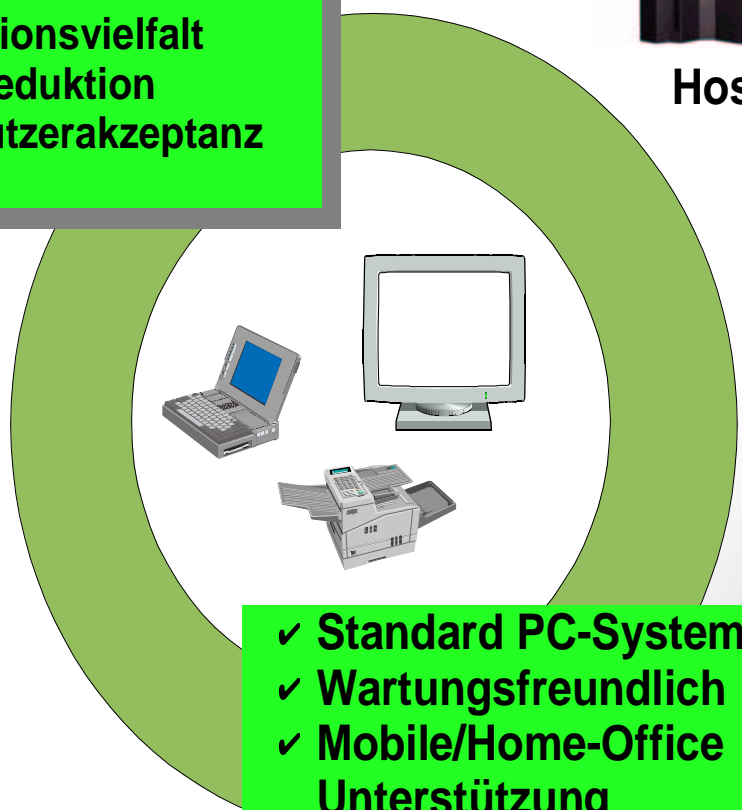 ionsvielfalt
eduktion
utzerakzeptanz
Hos
✔ Standard PC-System
✔ Wartungsfreundlich
✔ Mobile/Home-Office
Unterstützung